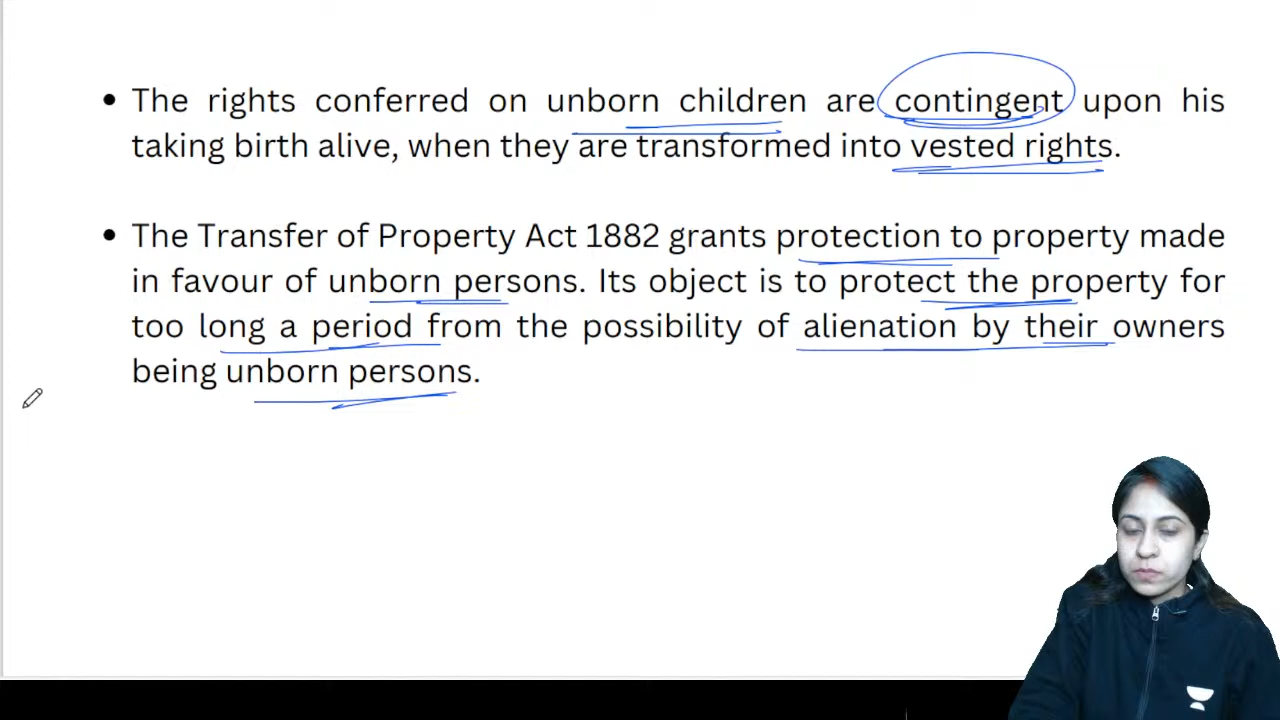 • The rights conferred on unborn children are contingent upon his
taking birth alive, when they are transformed into vested rights.
• The Transfer of Property Act 1882 grants protection to property made
in favour of unborn persons. Its object is to protect the property for
too long a period from the possibility of alienation by their owners
being unborn persons.